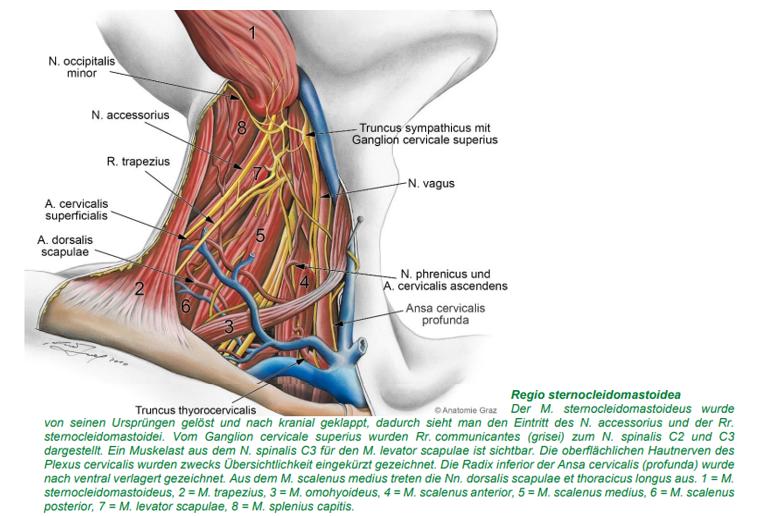 1
N. occipitalis
minor
N. accessorius
8
Truncus sympathicus mit
Ganglion cervicale superius
R. trapezius
7
N. vagus
A. cervicalis
superficialis
A. dorsalis
scapulae
5
N. phrenicus und
A. cervicalis ascendens
2
4
6
3
Ansa cervicalis
profunda
Truncus thyrocervicalis
© Anatomie Graz
Regio sternocleidomastoidea
Der M. sternocleidomastoideus wurde
von seinen Ursprüngen gelöst und nach kranial geklappt, dadurch sieht man den Eintritt des N. accessorius und der Rr.
sternocleidomastoidei. Vom Ganglion cervicale superius wurden Rr. communicantes (grisei) zum N. spinalis C2 und C3
dargestellt. Ein Muskelast aus dem N. spinalis C3 für den M. levator scapulae ist sichtbar. Die oberflächlichen Hautnerven des
Plexus cervicalis wurden zwecks Übersichtlichkeit eingekürzt gezeichnet. Die Radix inferior der Ansa cervicalis (profunda) wurde
nach ventral verlagert gezeichnet. Aus dem M. scalenus medius treten die Nn. dorsalis scapulae et thoracicus longus aus. 1 = M.
sternocleidomastoideus, 2 = M. trapezius, 3 = M. omohyoideus, 4 = M. scalenus anterior, 5 = M. scalenus medius, 6 = M. scalenus
posterior, 7 = M. levator scapulae, 8 = M. splenius capitis.